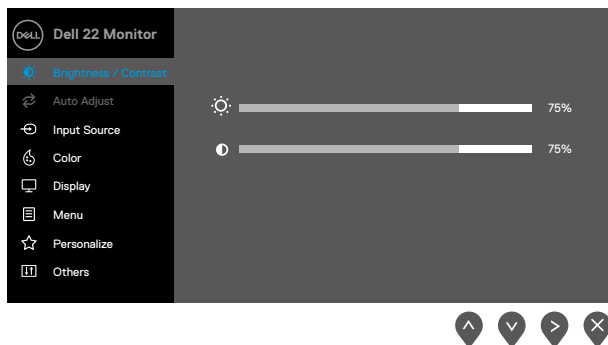 DELL Dell 22 Monitor
Brightness / Contrast
Auto Adjust
Input Source
Color
Display
Menu
Personalize
Others
75%
75%